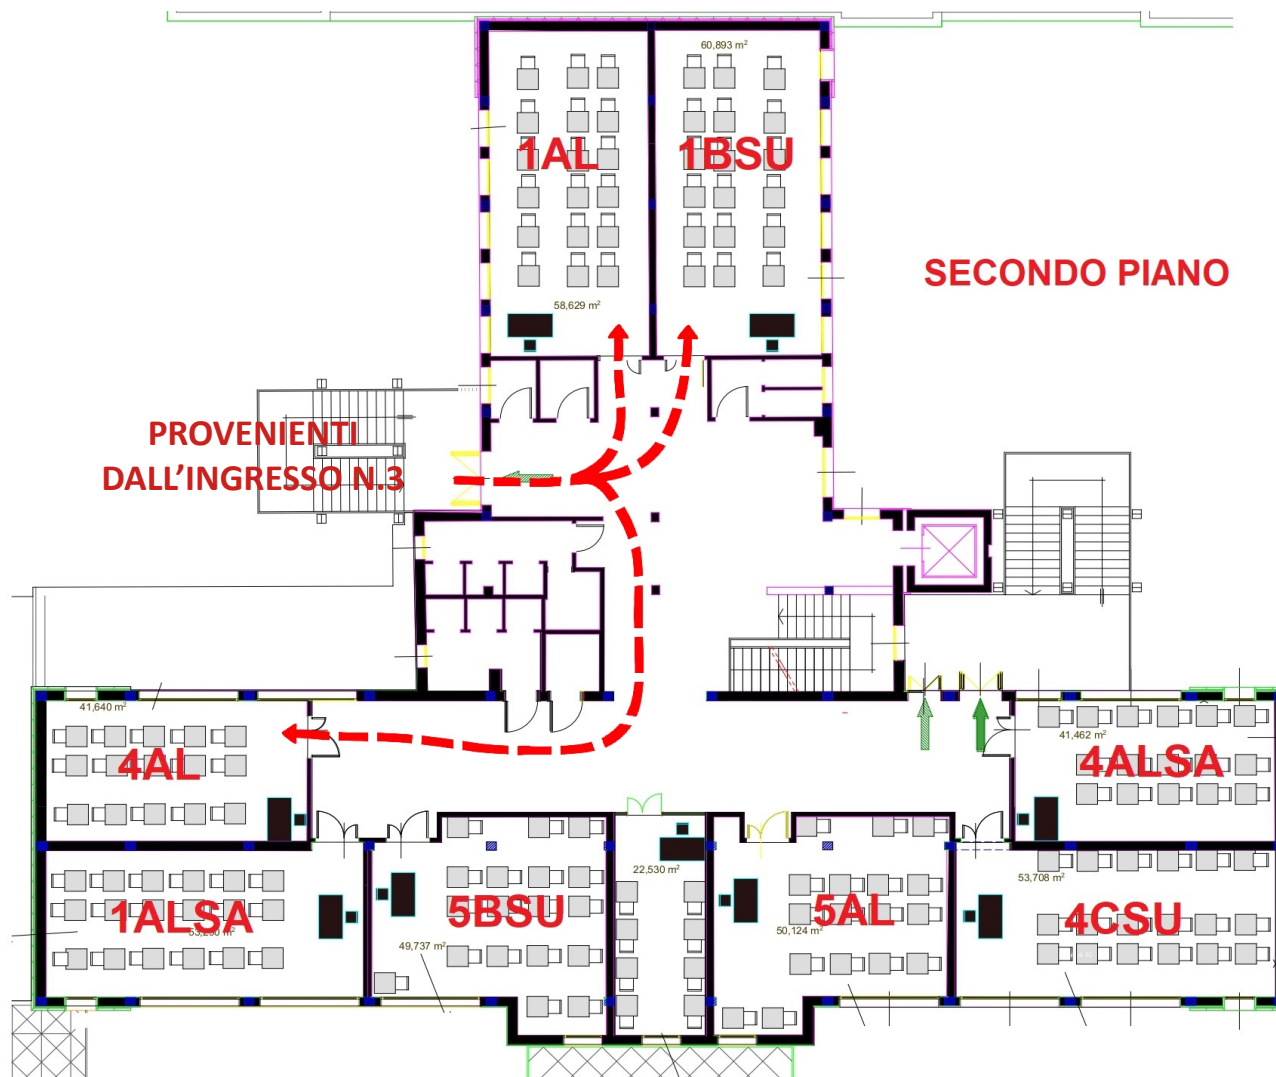 60,893 m²
1AL
1BSU
SECONDO PIANO
58,629 m²
PROVENIENTI
DALL'INGRESSO N.3
41,640 m²
4AL
41,462 m²
4ALSA
22,530 m²
53,708 m²
1ALSA
5BSU
49,737 m²
5AL
50,124 m²
4CSU